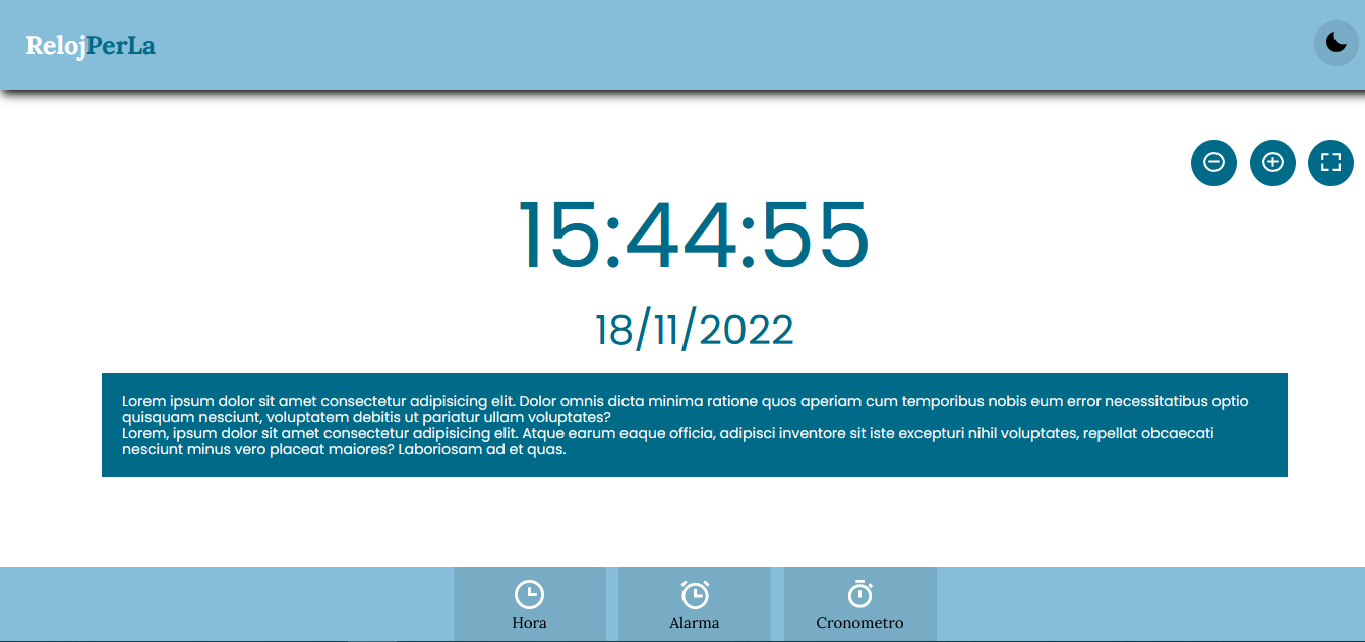 RelojPerLa
15:44:55
18/11/2022
Lorem ipsum dolor sit amet consectetur adipisicing elit. Dolor omnis dicta minima ratione quos aperiam cum temporibus nobis eum error necessitatibus optio
quisquam nesciunt, voluptatem debitis ut pariatur ullam voluptates?
Lorem, ipsum dolor sit amet consectetur adipisicing elit. Atque earum eaque officia, adipisci inventore sit iste excepturi nihil voluptates, repellat obcaecati
nesciunt minus vero placeat maiores? Laboriosam ad et quas.
Hora
Alarma
Cronometro